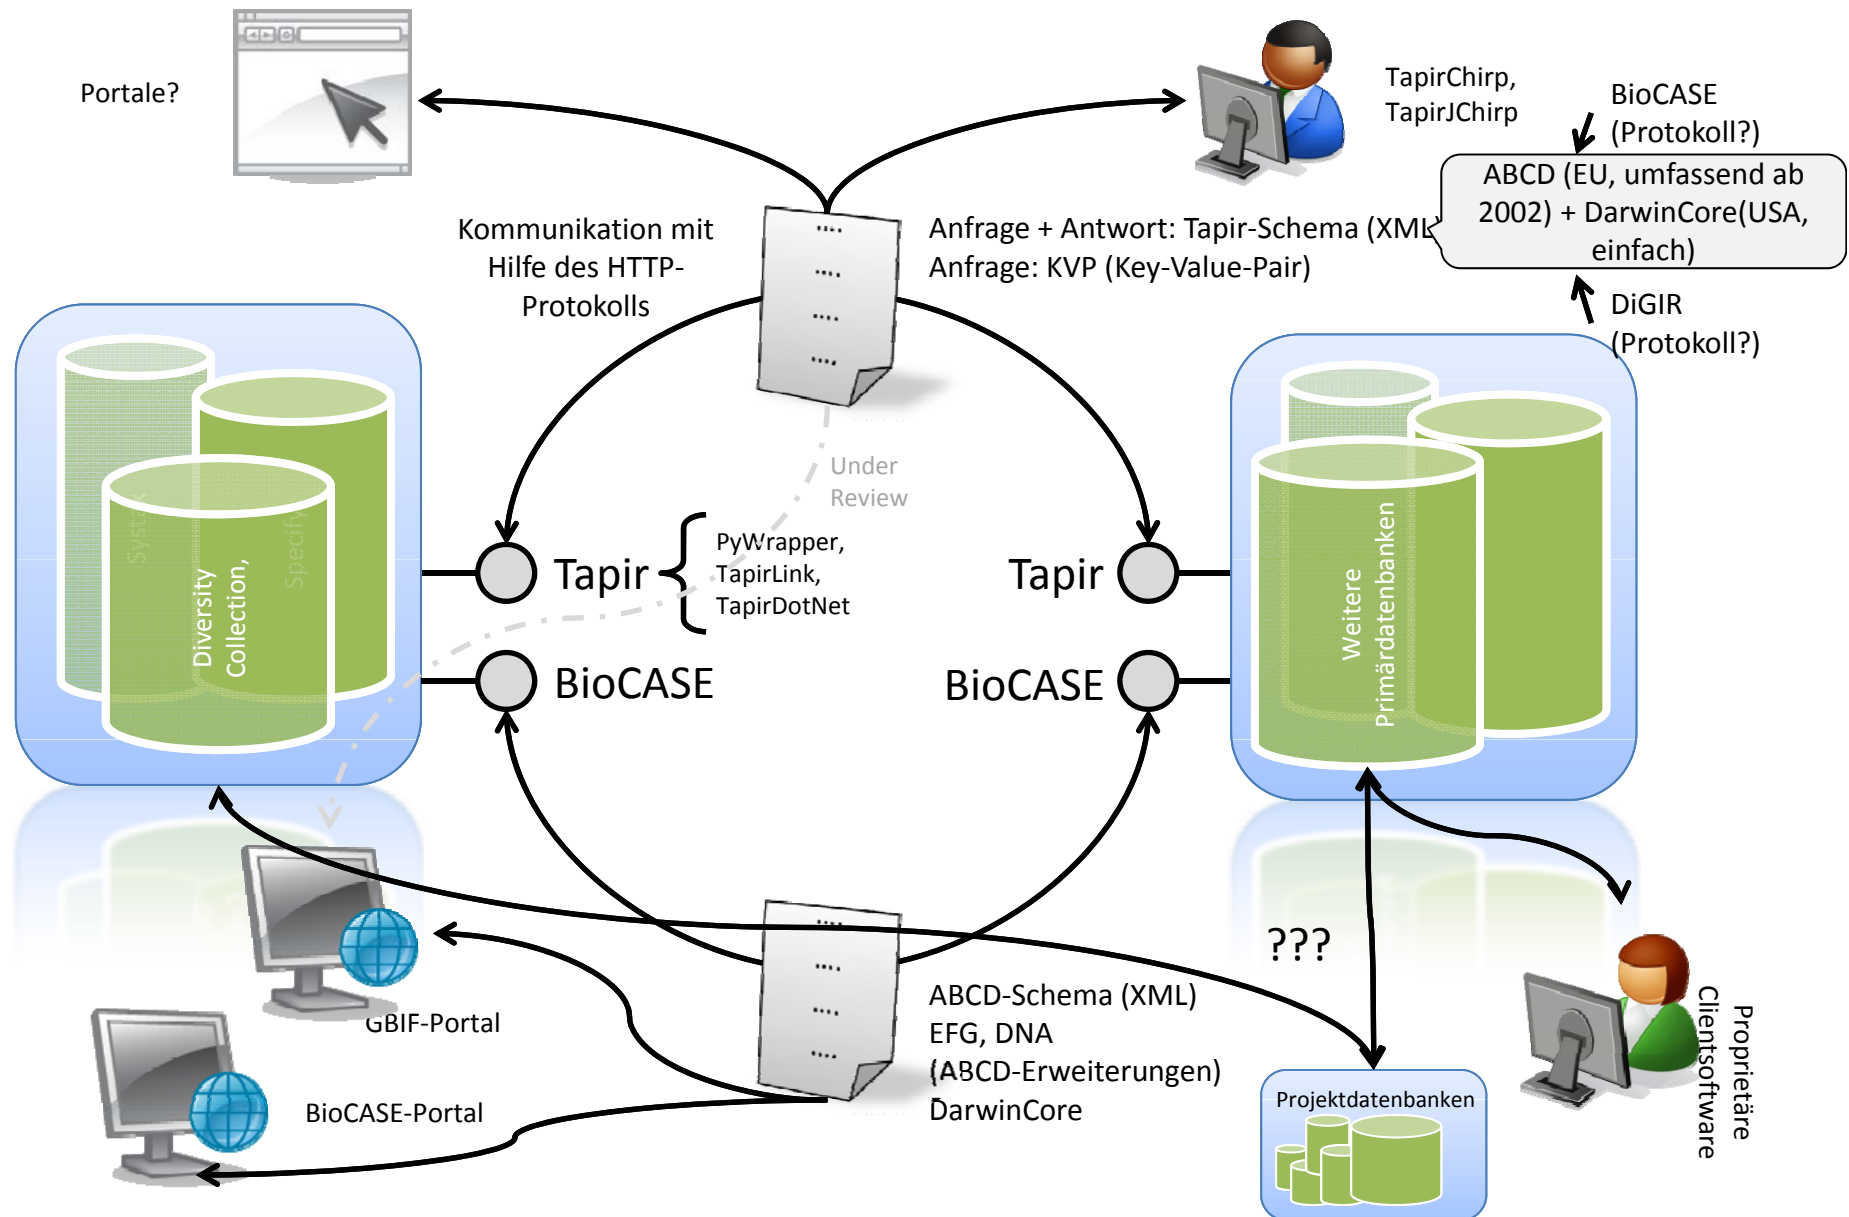 Portale?
TapirChirp,
TapirJChirp
BioCASE
(Protokoll?)
ABCD (EU, umfassend ab
2002) + DarwinCore(USA,
einfach)
DiGIR
(Protokoll?)
Kommunikation mit
Hilfe des HTTP-
Protokolls
Anfrage + Antwort: Tapir-Schema (XML
Anfrage: KVP (Key-Value-Pair)
Under
Review
Systax
Specify
Diversity
Collection,
Tapir
PyWrapper,
TapirLink,
TapirDotNet
BioCASE
Tapir
BioCASE
Weitere
Primärdatenbanken
???
GBIF-Portal
BioCASE-Portal
ABCD-Schema (XML)
EFG, DNA
(ABCD-Erweiterungen)
DarwinCore
Projektdatenbanken
Proprietäre
Clientsoftware